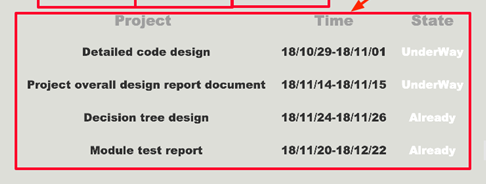 Project Time State
Detailed code design 18/10/29-18/11/01 UnderWay
Project overall design report document 18/11/14-18/11/15 UnderWay
Decision tree design 18/11/24-18/11/26 Already
Module test report 18/11/20-18/12/22 Already